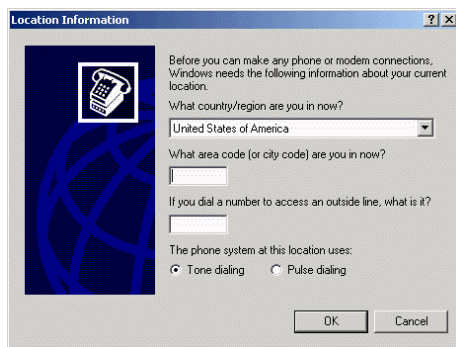 Location Information
Before you can make any phone or modem connections,
Windows needs the following information about your current
location.
What country/region are you in now?
United States of America
What area code (or city code) are you in now?
If you dial a number to access an outside line, what is it?
The phone system at this location uses:
Tone dialing Pulse dialing
OK Cancel